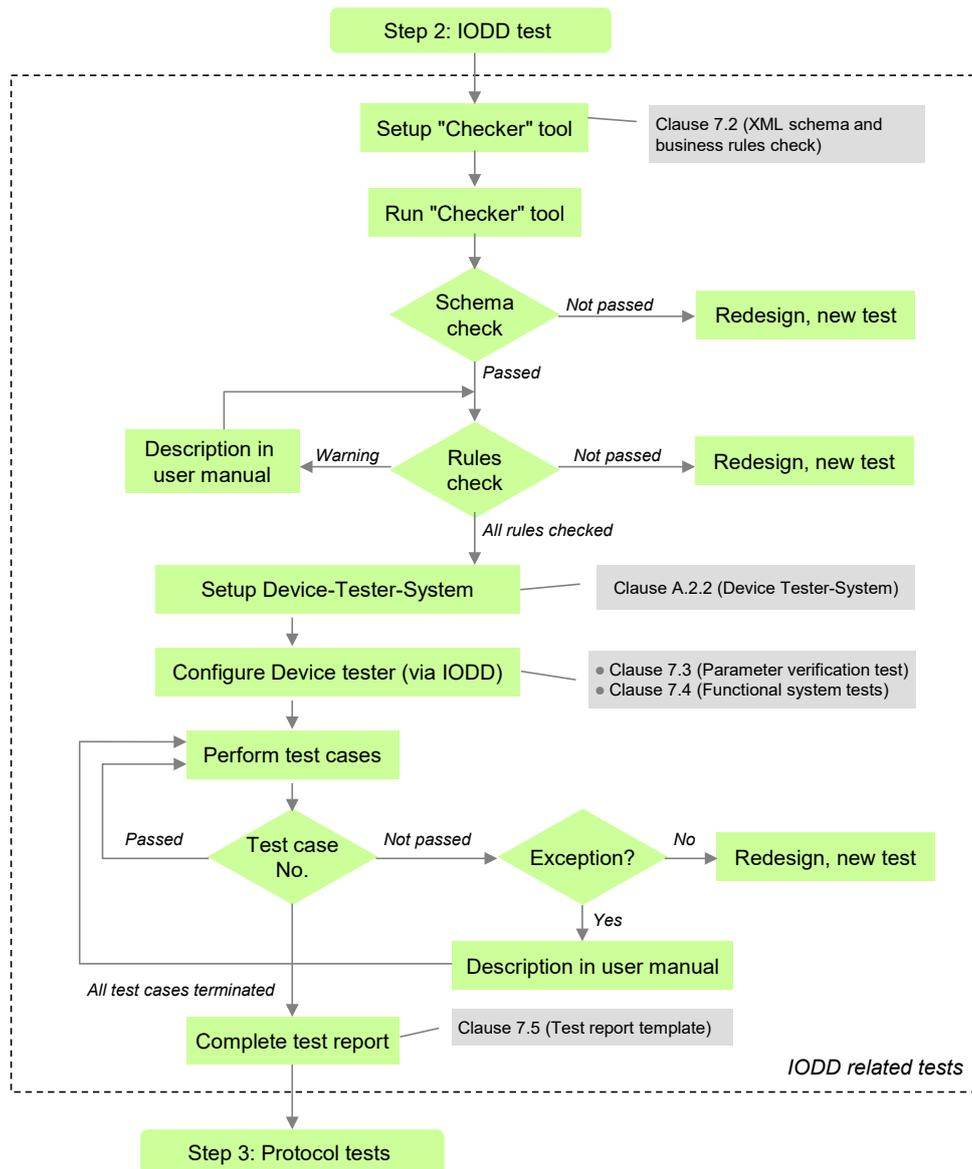 Step 2: IODD test
Setup "Checker" tool
Clause 7.2 (XML schema and
business rules check)
Run "Checker" tool
Schema
check
Not passed
Redesign, new test
Passed
Description in
user manual
Warning
Rules
check
Not passed
Redesign, new test
All rules checked
Setup Device-Tester-System
Clause A.2.2 (Device Tester-System)
Configure Device tester (via IODD)
● Clause 7.3 (Parameter verification test)
● Clause 7.4 (Functional system tests)
Perform test cases
Passed
Test case
No.
Not passed
Exception?
No
Redesign, new test
Yes
Description in user manual
All test cases terminated
Complete test report
Clause 7.5 (Test report template)
IODD related tests
Step 3: Protocol tests